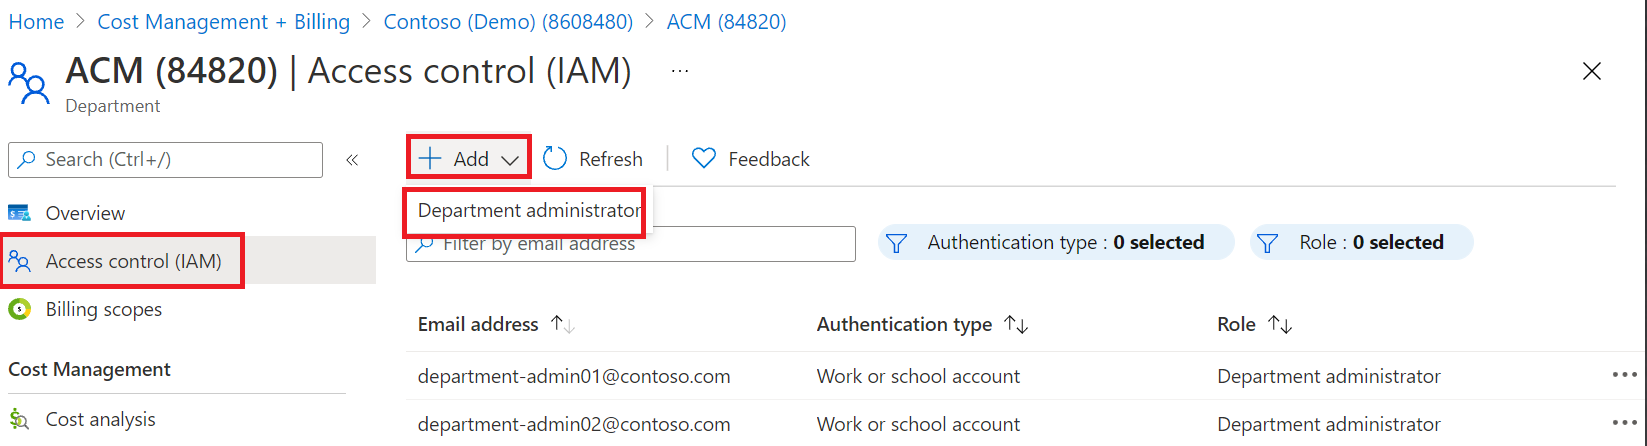 Home > Cost Management + Billing > Contoso (Demo) (8608480) > ACM (84820)
ACM (84820) | Access control (IAM) ...
Department
Search (Ctrl+/) «
Add Refresh Feedback
Overview
Department administrator
Access control (IAM)
Filter by email address Authentication type : 0 selected Role : 0 selected
Billing scopes
Email address Authentication type Role
Cost Management
department-admin01@contoso.com Work or school account Department administrator ...
Cost analysis
department-admin02@contoso.com Work or school account Department administrator ...